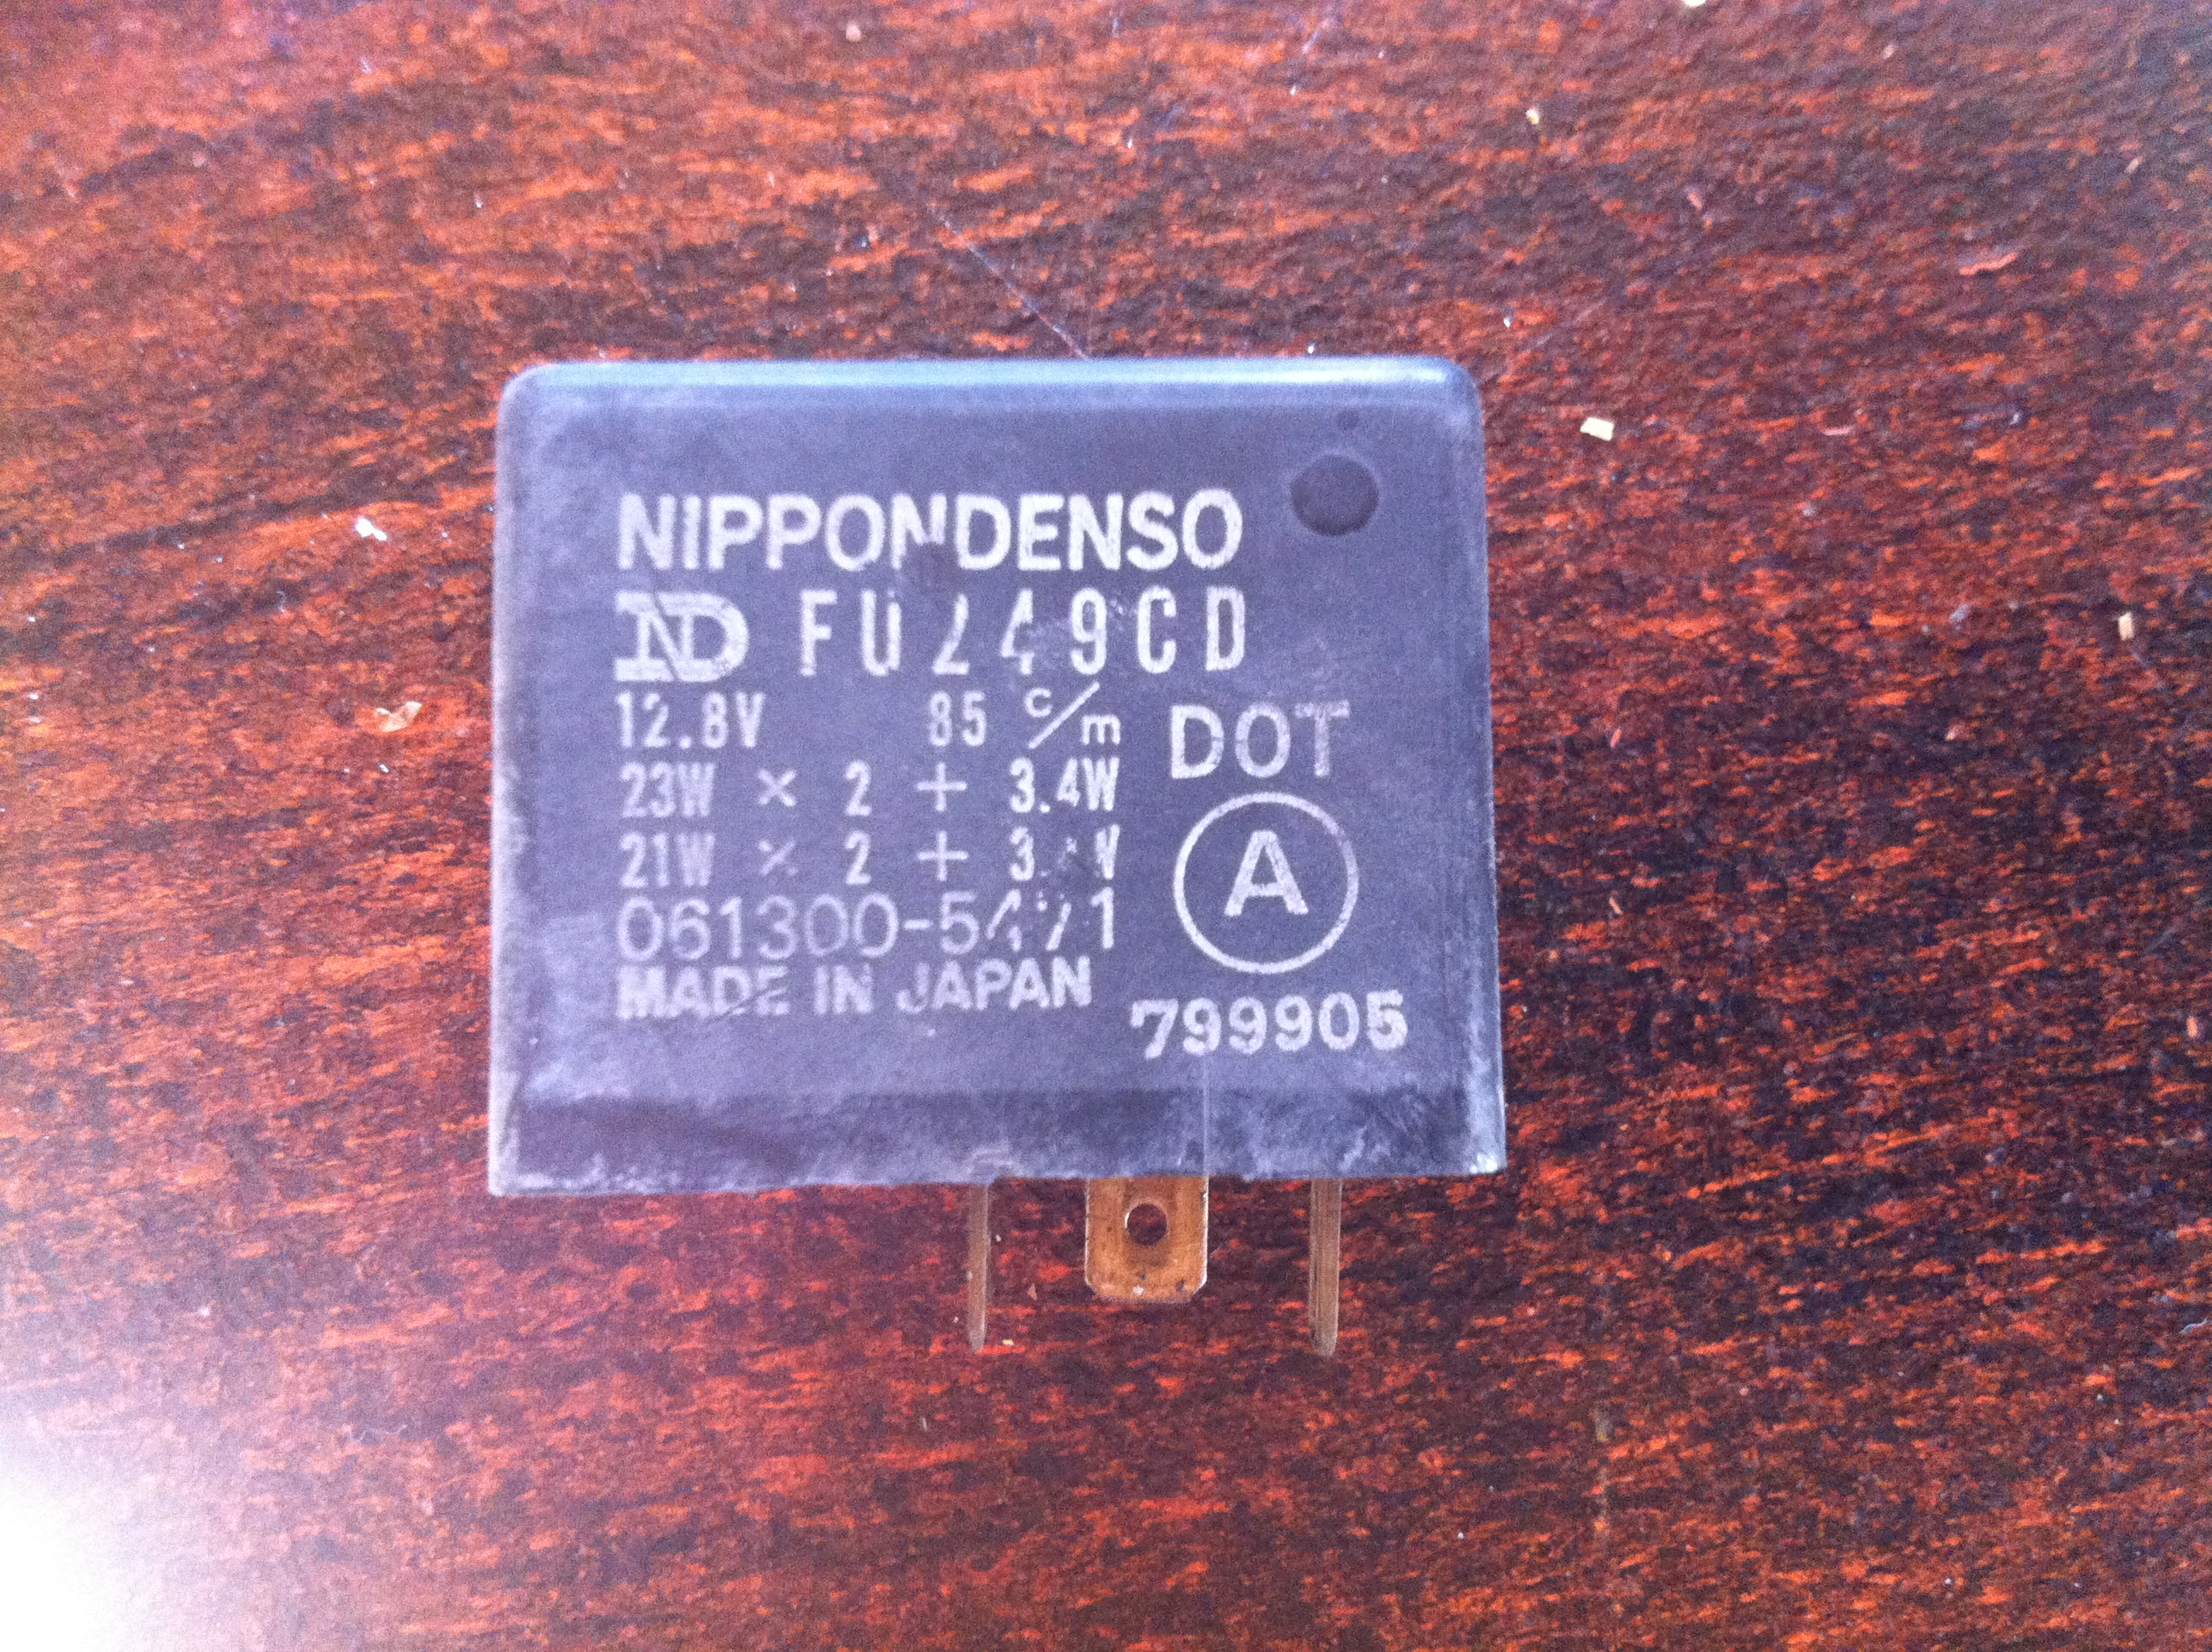 NIPPONDENSO
ND FU249CD
12.8V 85 c/m DOT
23W × 2 + 3.4W
21W × 2 +
A
MADE IN JAPAN
799905